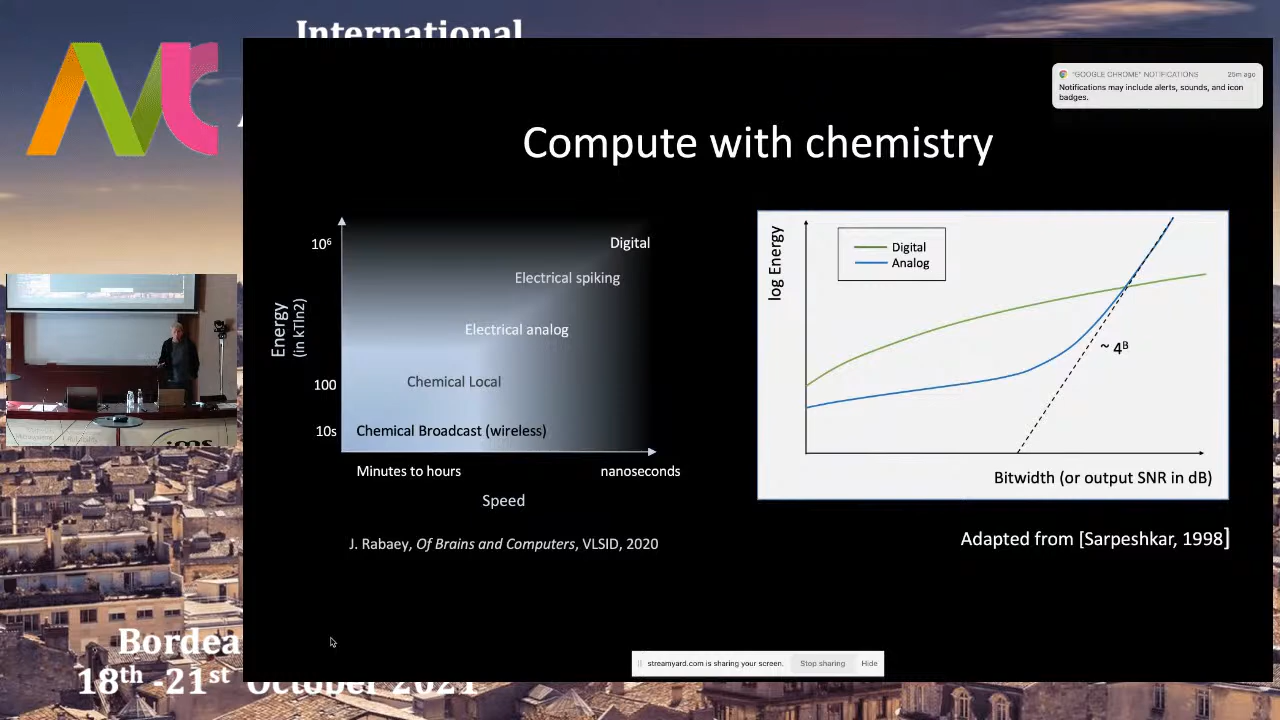 International
"GOOGLE CHROME" NOTIFICATIONS 25m ago
Notifications may include alerts, sounds, and icon
badges.
Compute with chemistry
Energy
(in kTln2)
10⁶
100
10s
Digital
Electrical spiking
Electrical analog
Chemical Local
Chemical Broadcast (wireless)
Minutes to hours
nanoseconds
Speed
J. Rabaey, Of Brains and Computers, VLSID, 2020
log Energy
Digital
Analog
~ 4ᴮ
Bitwidth (or output SNR in dB)
Adapted from [Sarpeshkar, 1998]
ims
Bordea
18th -21st October 2021
streamyard.com is sharing your screen. Stop sharing Hide